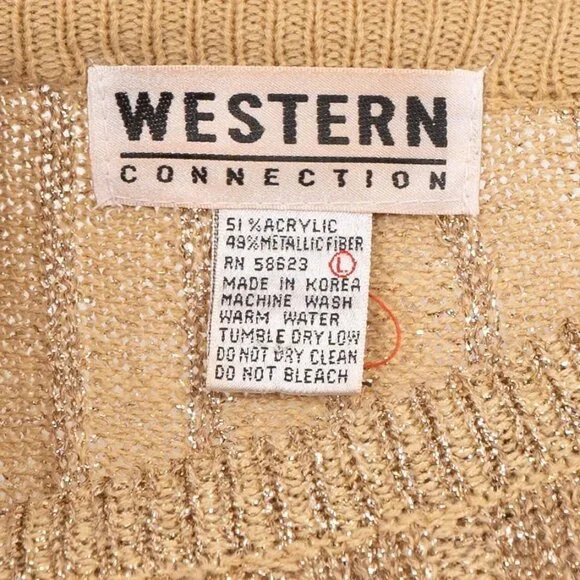 WESTERN
CONNECTION
51 %ACRYLIC
49%METALLIC FIBER
RN 58623 L
MADE IN KOREA
MACHINE WASH
WARM WATER
TUMBLE DRY LOW
DO NOT DRY CLEAN
DO NOT BLEACH